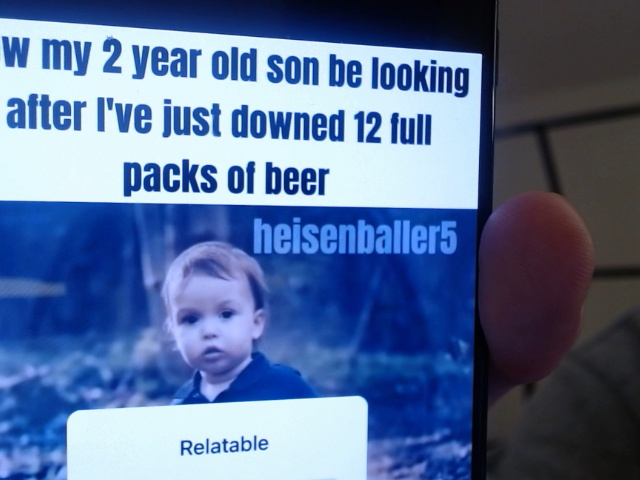 w my 2 year old son be looking
after I've just downed 12 full
packs of beer
heisenballer5
Relatable